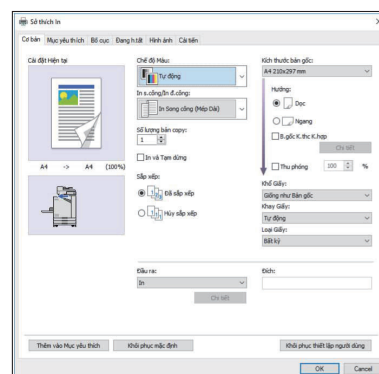 Sở thích in
Cơ bản Mục yêu thích Bố cục Đang h.tất Hình ảnh Cải tiến
Cài đặt Hiện tại
A4 -> A4 (100%)
Chế độ Màu:
Tự động
In s.công/In đ.công:
In Song công (Mép Dài)
Số lượng bản copy:
1
In và Tạm dừng
Sắp xếp:
Đã sắp xếp
Hủy sắp xếp
Kích thước bản gốc:
A4 210x297 mm
Hướng:
Dọc
Ngang
B.gốc K.thc K.hợp
Chi tiết
Thu phóng 100 %
Khổ Giấy:
Giống như Bản gốc
Khay Giấy:
Tự động
Loại Giấy:
Bất kỳ
Đầu ra:
In
Chi tiết
Đích:
Thêm vào Mục yêu thích Khôi phục mặc định Khôi phục thiết lập người dùng
OK Cancel